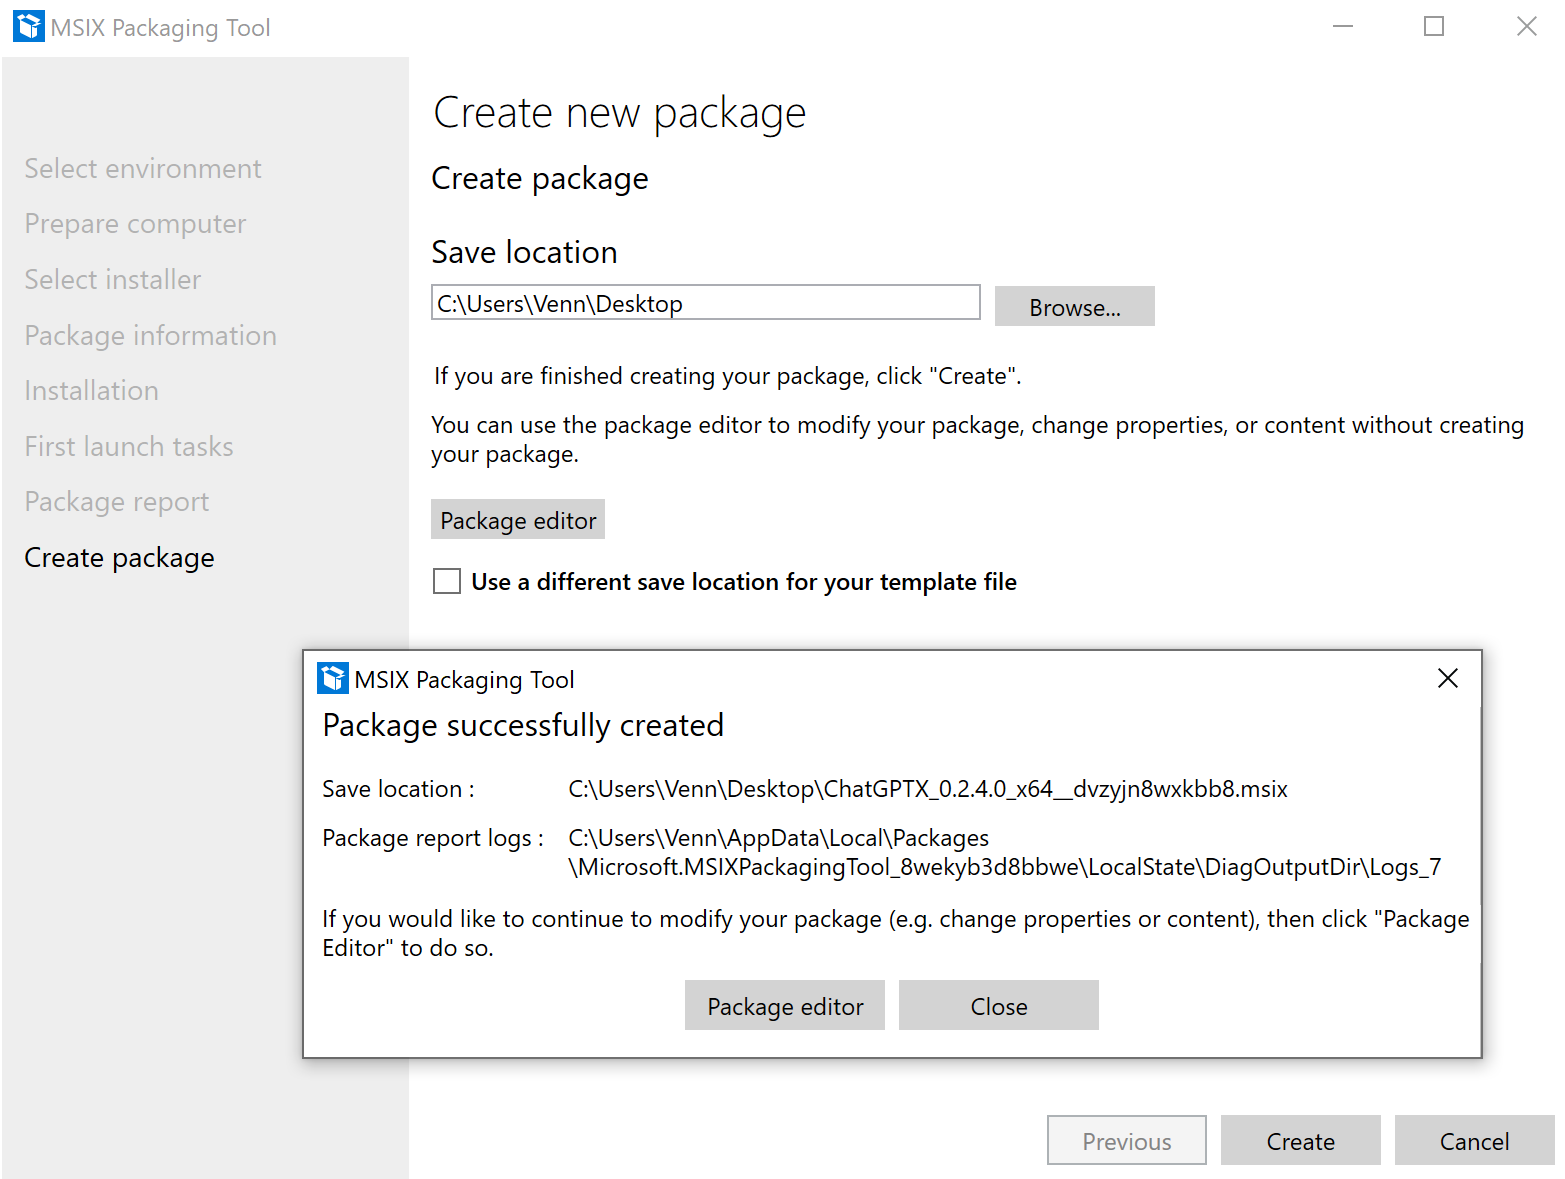 MSIX Packaging Tool
Select environment
Prepare computer
Select installer
Package information
Installation
First launch tasks
Package report
Create package
Create new package
Create package
Save location
C:\Users\Venn\Desktop
Browse...
If you are finished creating your package, click "Create".
You can use the package editor to modify your package, change properties, or content without creating
your package.
Package editor
Use a different save location for your template file
MSIX Packaging Tool
Package successfully created
Save location : C:\Users\Venn\Desktop\ChatGPTX_0.2.4.0_x64__dvzyjn8wxkbb8.msix
Package report logs : C:\Users\Venn\AppData\Local\Packages
\Microsoft.MSIXPackagingTool_8wekyb3d8bbwe\LocalState\DiagOutputDir\Logs_7
If you would like to continue to modify your package (e.g. change properties or content), then click "Package
Editor" to do so.
Package editor
Close
Previous
Create
Cancel